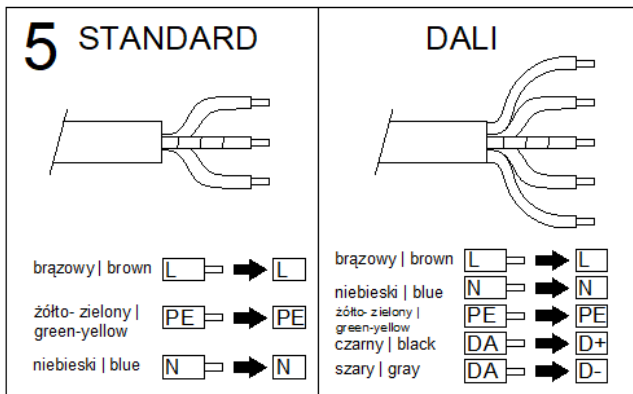 5 STANDARD
brązowy | brown L L
żółto- zielony |
green-yellow PE PE
niebieski | blue N N
DALI
brązowy | brown L L
niebieski | blue N N
żółto- zielony |
green-yellow PE PE
czarny | black DA D+
szary | gray DA D-